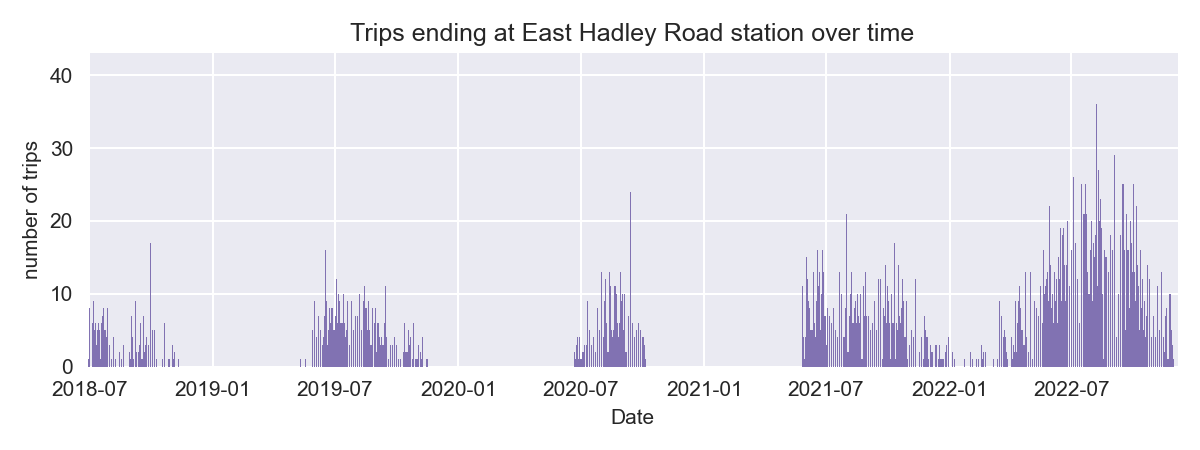 Trips ending at East Hadley Road station over time
number of trips
40
30
20
10
0
2018-07 2019-01 2019-07 2020-01 2020-07 2021-01 2021-07 2022-01 2022-07
Date